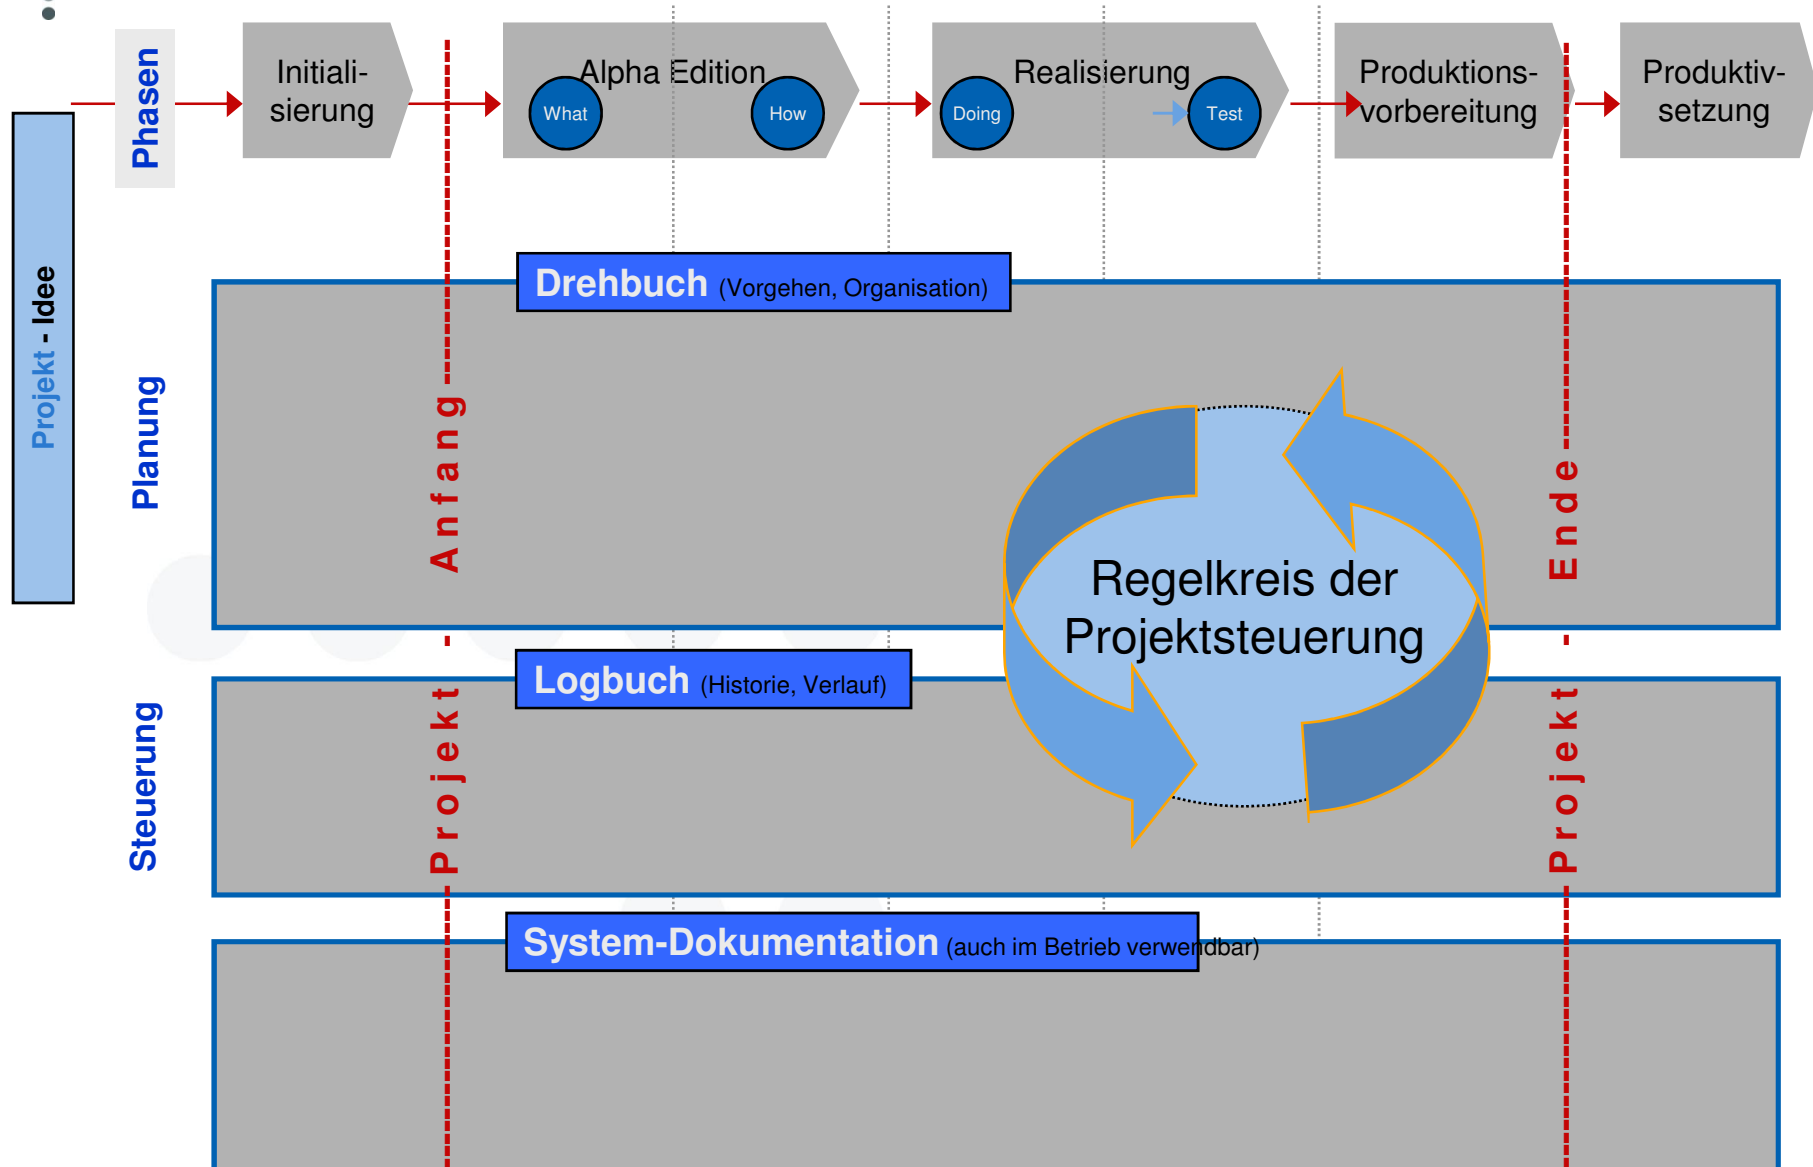 Phasen
Initiali-
sierung
Alpha Edition
What
How
Realisierung
Doing
Test
Produktions-
vorbereitung
Produktiv-
setzung
Projekt - Idee
Drehbuch (Vorgehen, Organisation)
Planung
Projekt - Anfang
Projekt - Ende
Regelkreis der
Projektsteuerung
Logbuch (Historie, Verlauf)
Steuerung
System-Dokumentation (auch im Betrieb verwendbar)